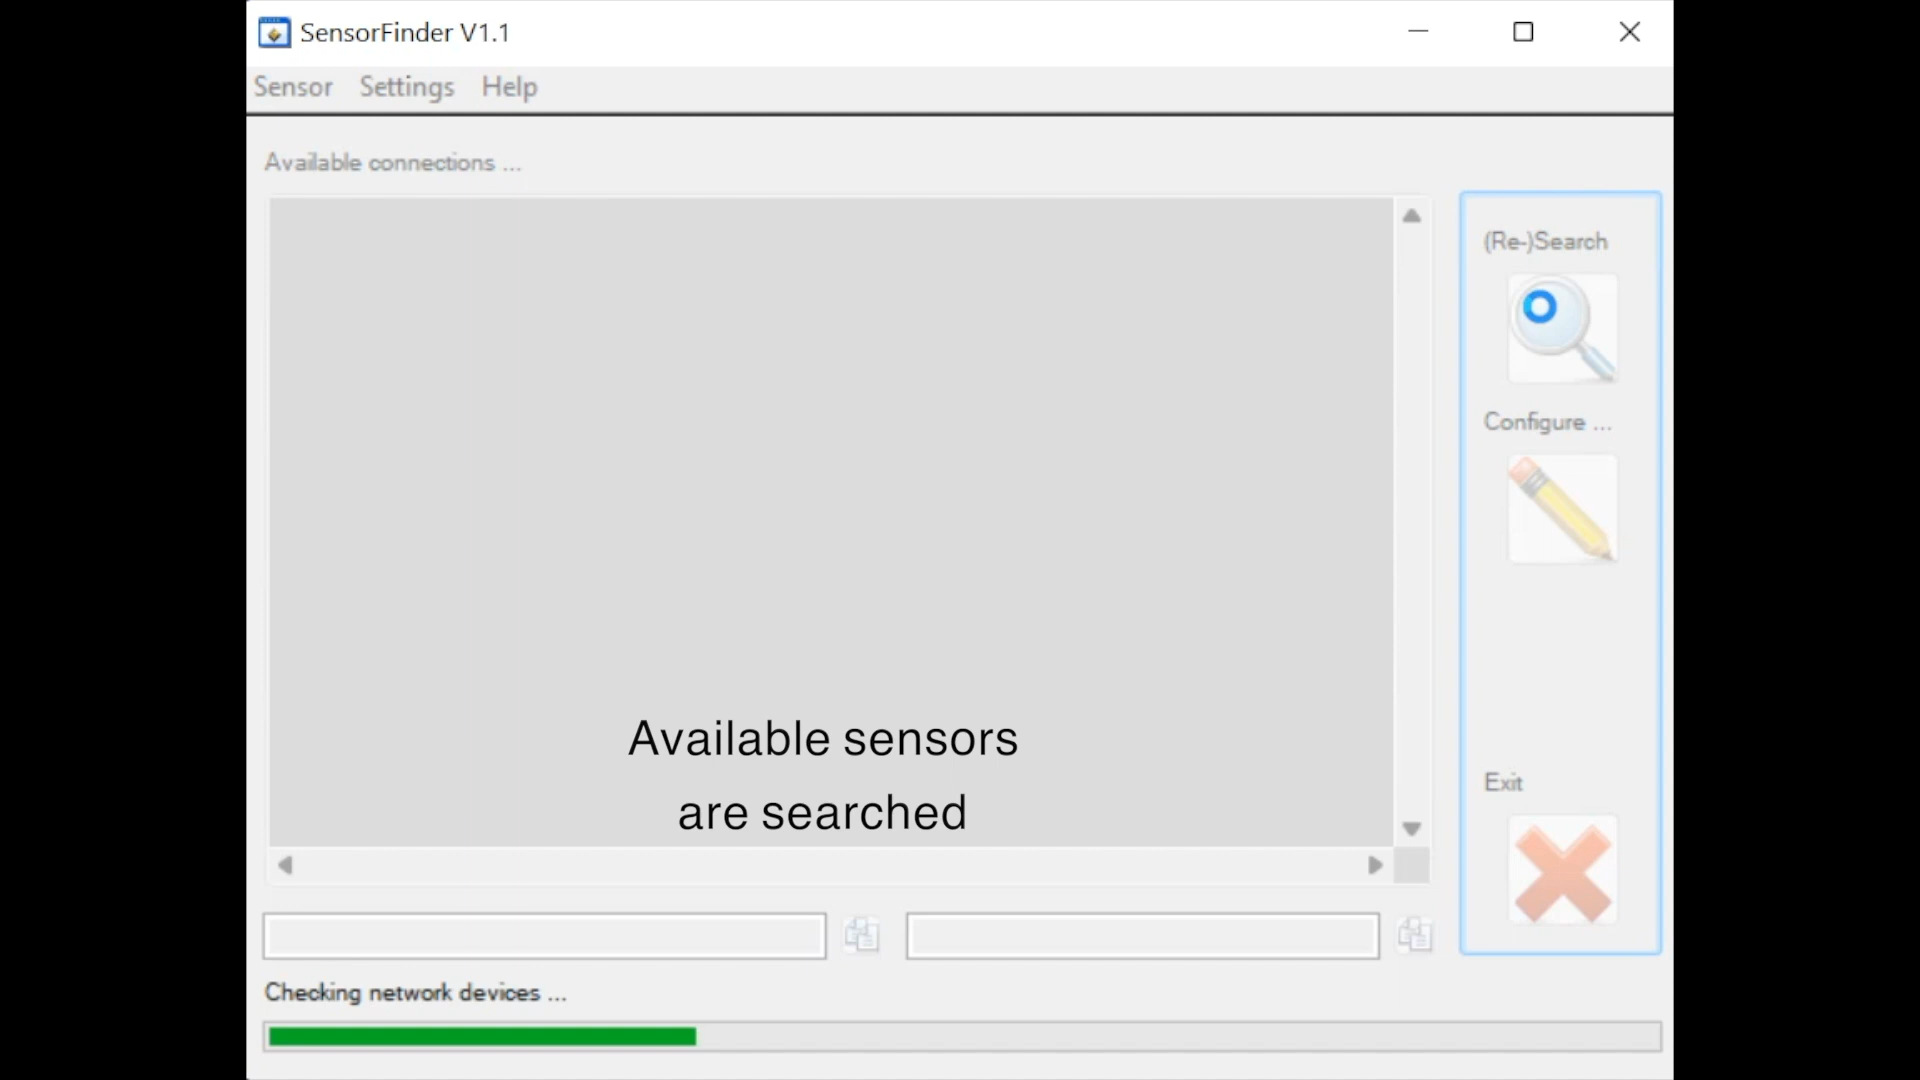 SensorFinder V1.1
Sensor Settings Help
Available connections ...
(Re-)Search
Configure ...
Available sensors
are searched
Exit
Checking network devices ...